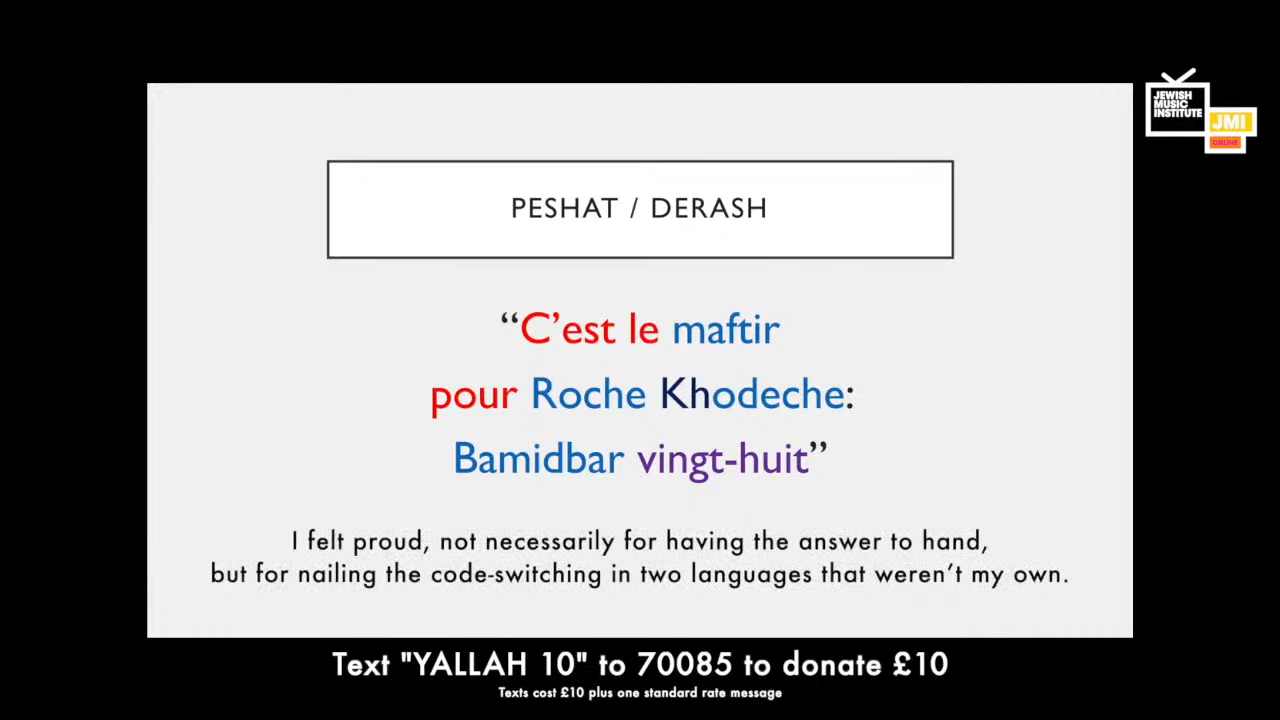 JEWISH
MUSIC
INSTITUTE
JMI
ONLINE
PESHAT / DERASH
“C’est le maftir
pour Roche Khodeche:
Bamidbar vingt-huit”
I felt proud, not necessarily for having the answer to hand,
but for nailing the code-switching in two languages that weren’t my own.
Text "YALLAH 10" to 70085 to donate £10
Texts cost £10 plus one standard rate message